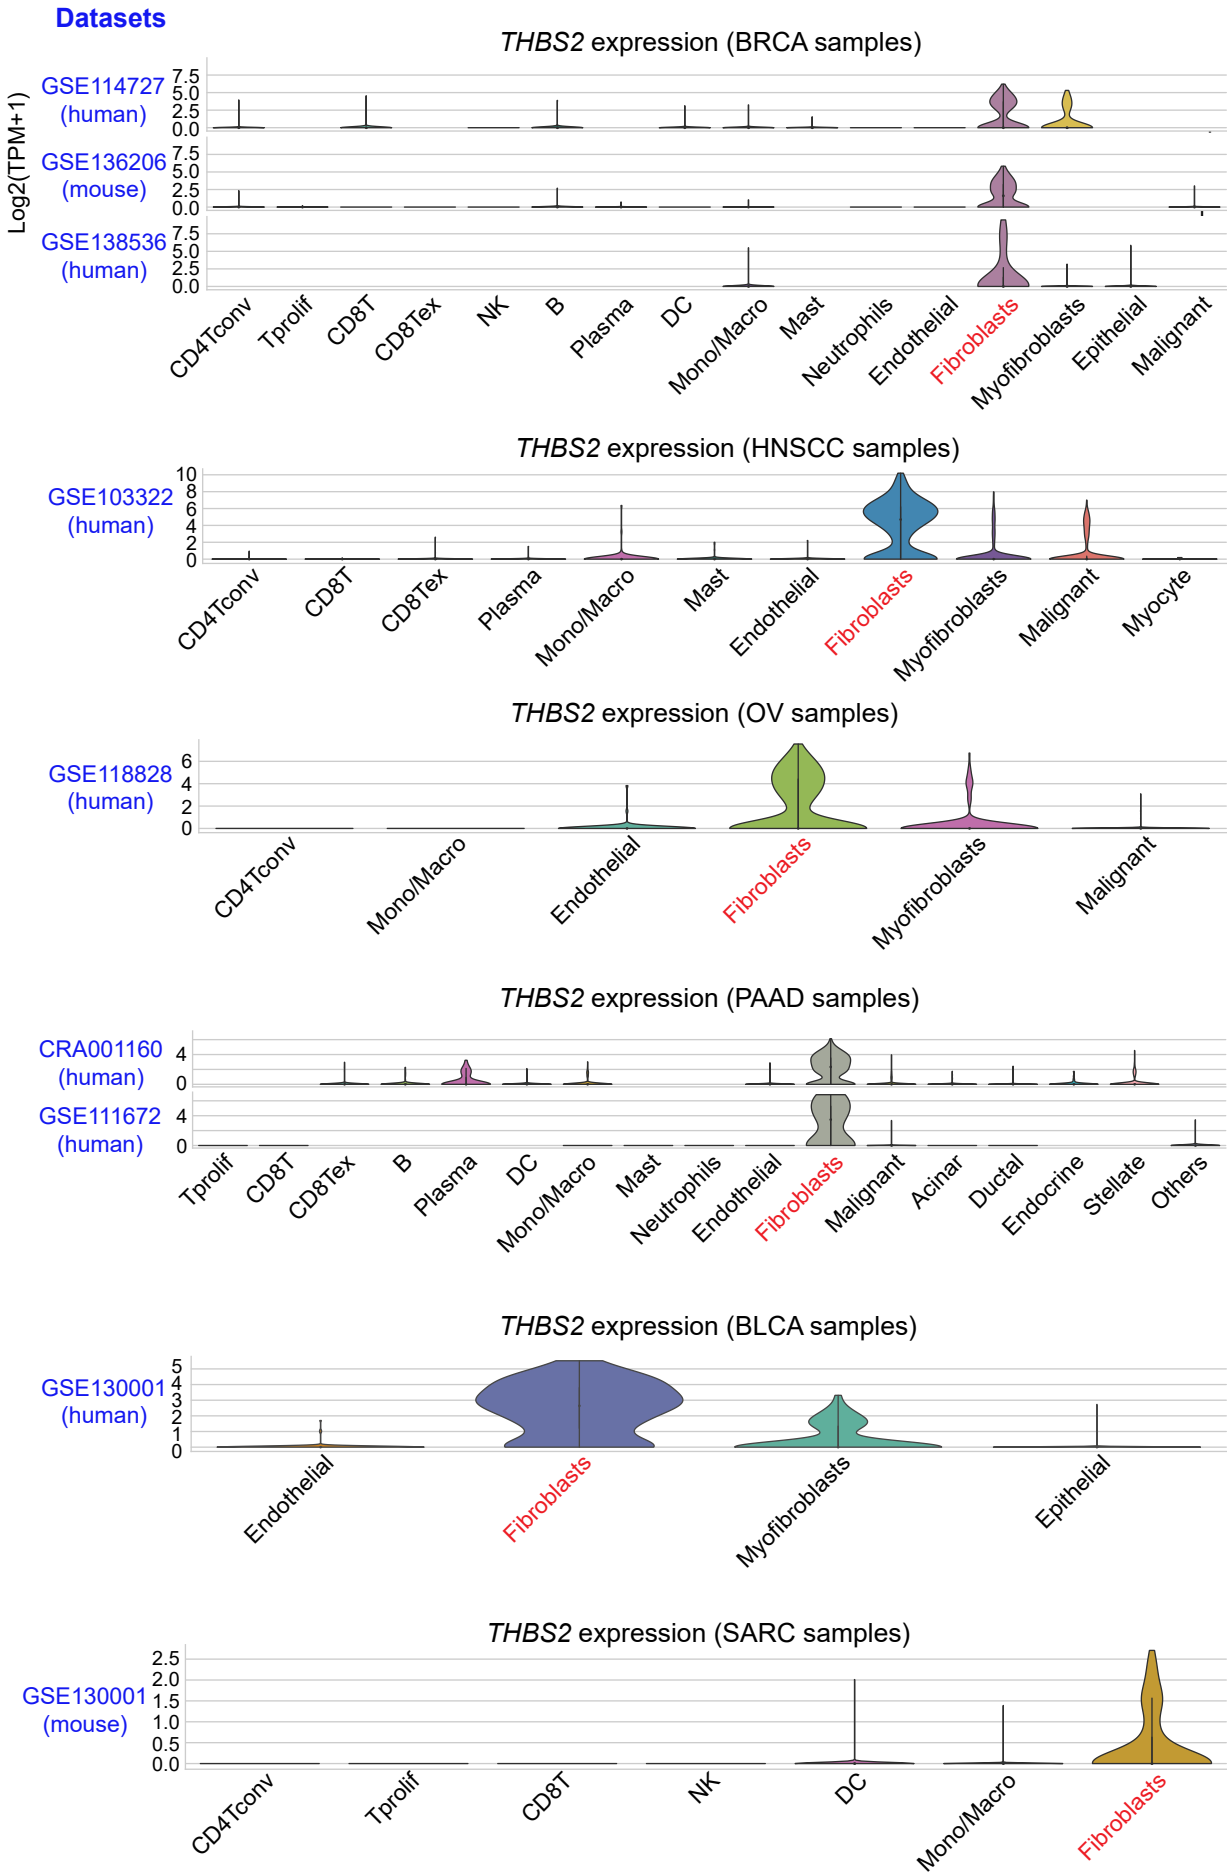 Datasets
THBS2 expression (BRCA samples)
Log2(TPM+1)
GSE114727
(human)
7.5
5.0
2.5
0.0
GSE136206
(mouse)
7.5
5.0
2.5
0.0
GSE138536
(human)
7.5
5.0
2.5
0.0
CD4Tconv Tprolif CD8T CD8Tex NK B Plasma DC Mono/Macro Mast Neutrophils Endothelial Fibroblasts Myofibroblasts Epithelial Malignant
THBS2 expression (HNSCC samples)
GSE103322
(human)
10
8
6
4
2
0
CD4Tconv CD8T CD8Tex Plasma Mono/Macro Mast Endothelial Fibroblasts Myofibroblasts Malignant Myocyte
THBS2 expression (OV samples)
GSE118828
(human)
6
4
2
0
CD4Tconv Mono/Macro Endothelial Fibroblasts Myofibroblasts Malignant
THBS2 expression (PAAD samples)
CRA001160
(human)
4
0
GSE111672
(human)
4
0
Tprolif CD8T CD8Tex B Plasma DC Mono/Macro Mast Neutrophils Endothelial Fibroblasts Malignant Acinar Ductal Endocrine Stellate Others
THBS2 expression (BLCA samples)
GSE130001
(human)
5
4
3
2
1
0
Endothelial Fibroblasts Myofibroblasts Epithelial
THBS2 expression (SARC samples)
GSE130001
(mouse)
2.5
2.0
1.5
1.0
0.5
0.0
CD4Tconv Tprolif CD8T NK DC Mono/Macro Fibroblasts